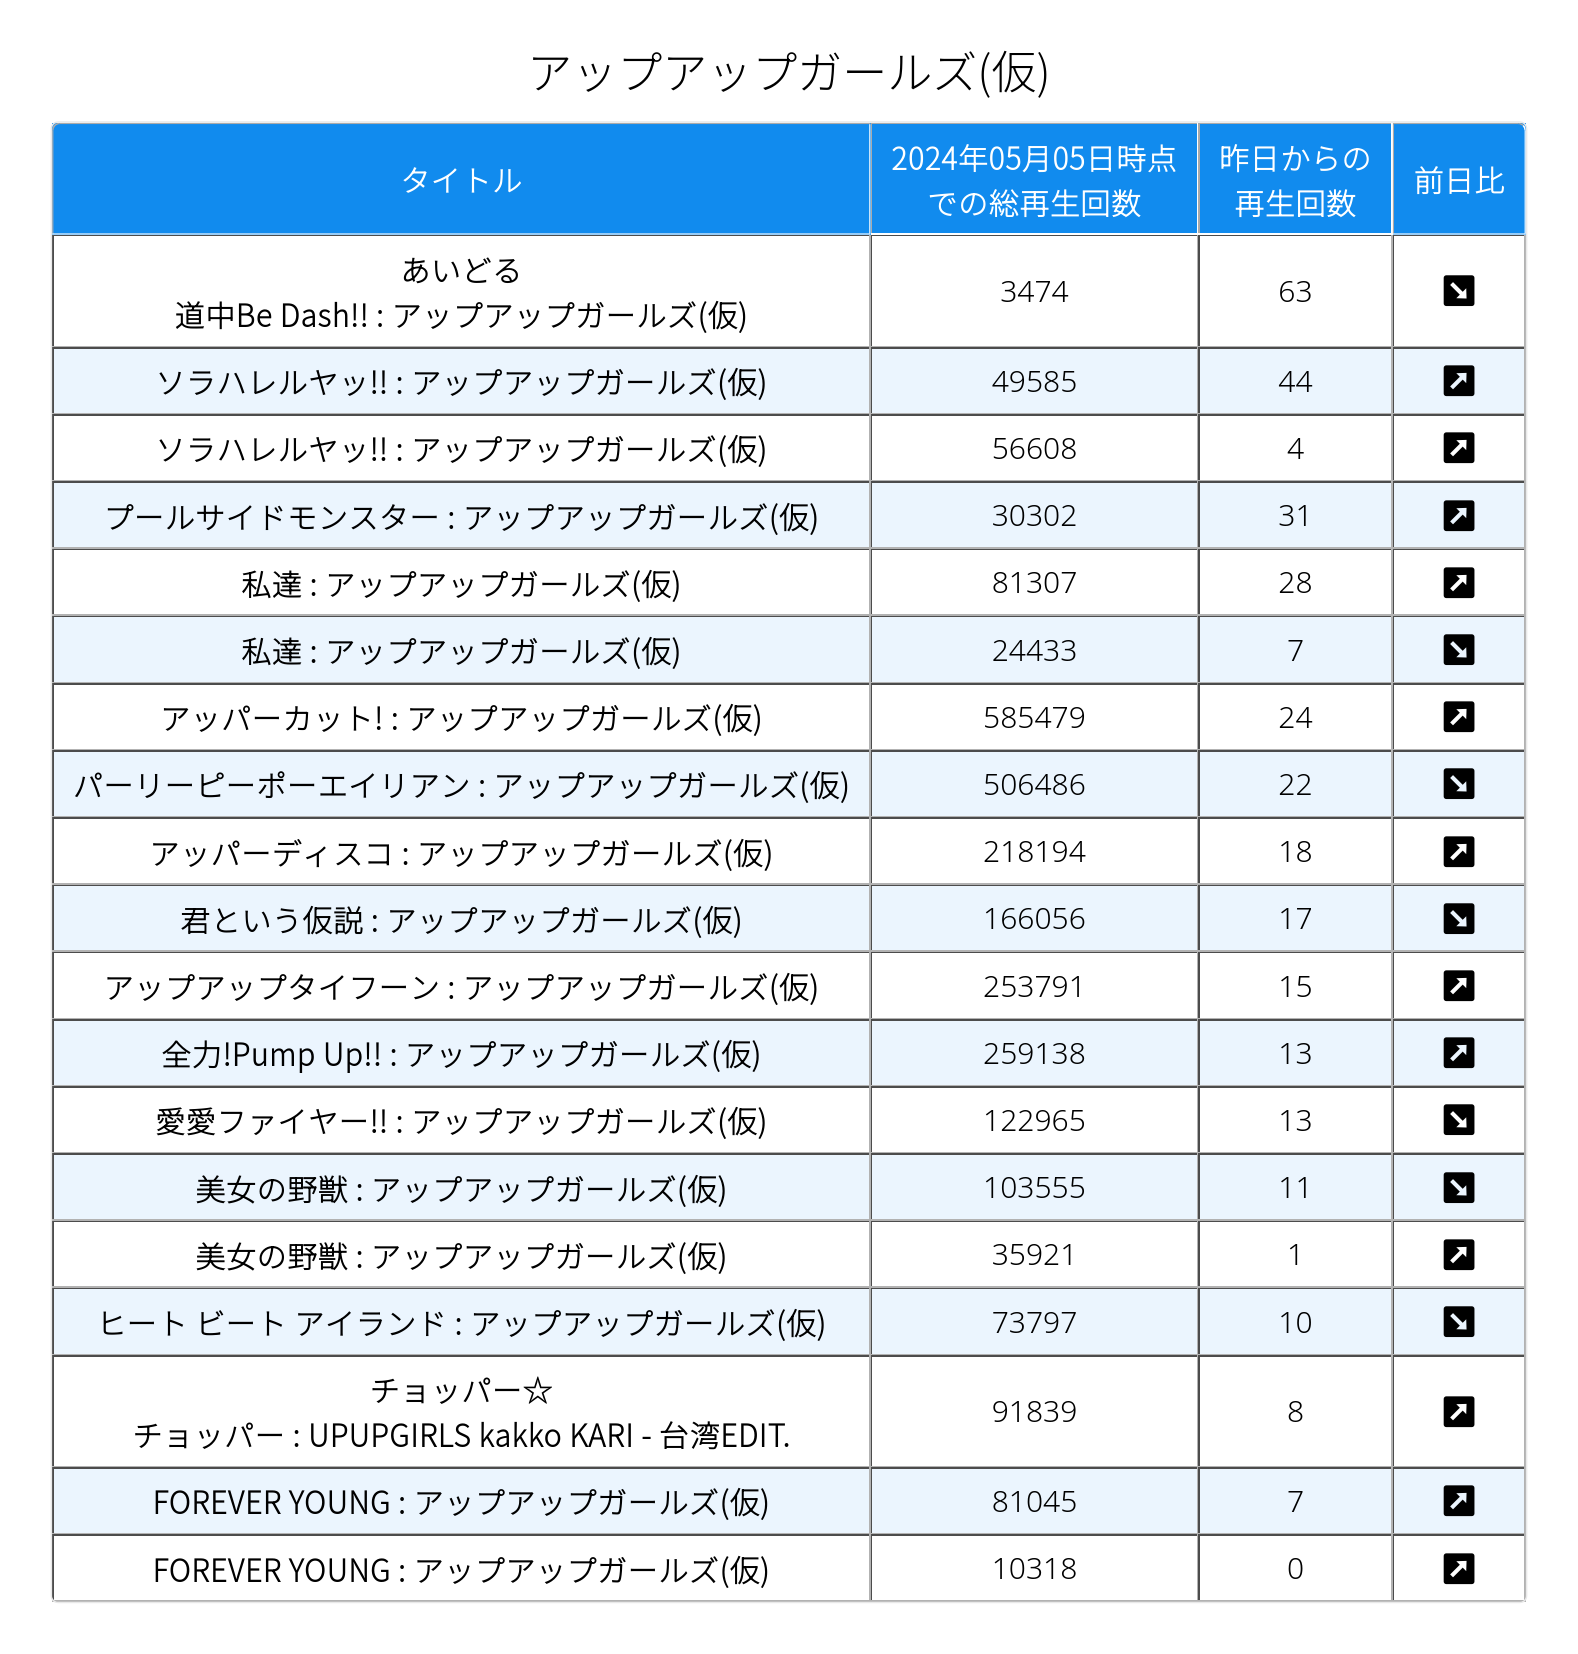 アップアップガールズ(仮)
タイトル
2024年05月05日時点
での総再生回数
昨日からの
再生回数
前日比
あいどる
道中Be Dash!! : アップアップガールズ(仮)
3474
63
ソラハレルヤッ!! : アップアップガールズ(仮)
49585
44
ソラハレルヤッ!! : アップアップガールズ(仮)
56608
4
プールサイドモンスター : アップアップガールズ(仮)
30302
31
私達 : アップアップガールズ(仮)
81307
28
私達 : アップアップガールズ(仮)
24433
7
アッパーカット! : アップアップガールズ(仮)
585479
24
パーリーピーポーエイリアン : アップアップガールズ(仮)
506486
22
アッパーディスコ : アップアップガールズ(仮)
218194
18
君という仮説 : アップアップガールズ(仮)
166056
17
アップアップタイフーン : アップアップガールズ(仮)
253791
15
全力!Pump Up!! : アップアップガールズ(仮)
259138
13
愛愛ファイヤー!! : アップアップガールズ(仮)
122965
13
美女の野獣 : アップアップガールズ(仮)
103555
11
美女の野獣 : アップアップガールズ(仮)
35921
1
ヒート ビート アイランド : アップアップガールズ(仮)
73797
10
チョッパー☆
チョッパー : UPUPGIRLS kakko KARI - 台湾EDIT.
91839
8
FOREVER YOUNG : アップアップガールズ(仮)
81045
7
FOREVER YOUNG : アップアップガールズ(仮)
10318
0